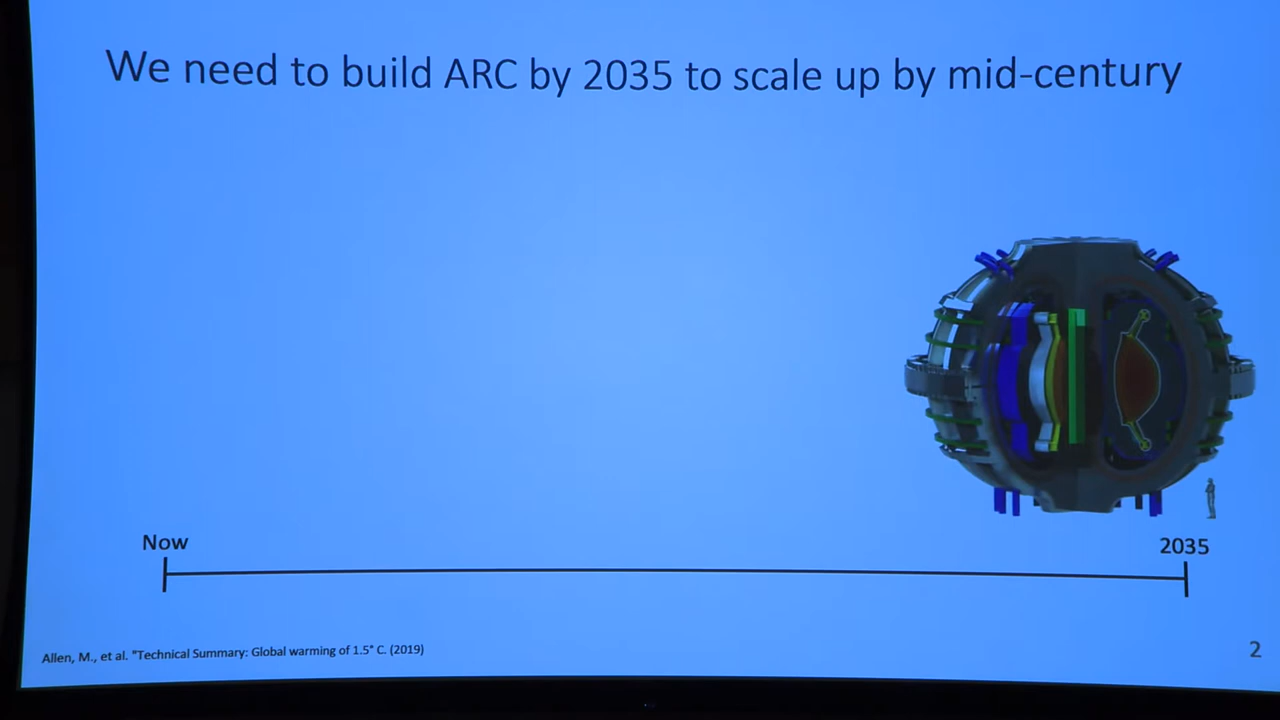 We need to build ARC by 2035 to scale up by mid-century
Now
2035
Allen, M., et al. "Technical Summary: Global warming of 1.5° C. (2019)
2